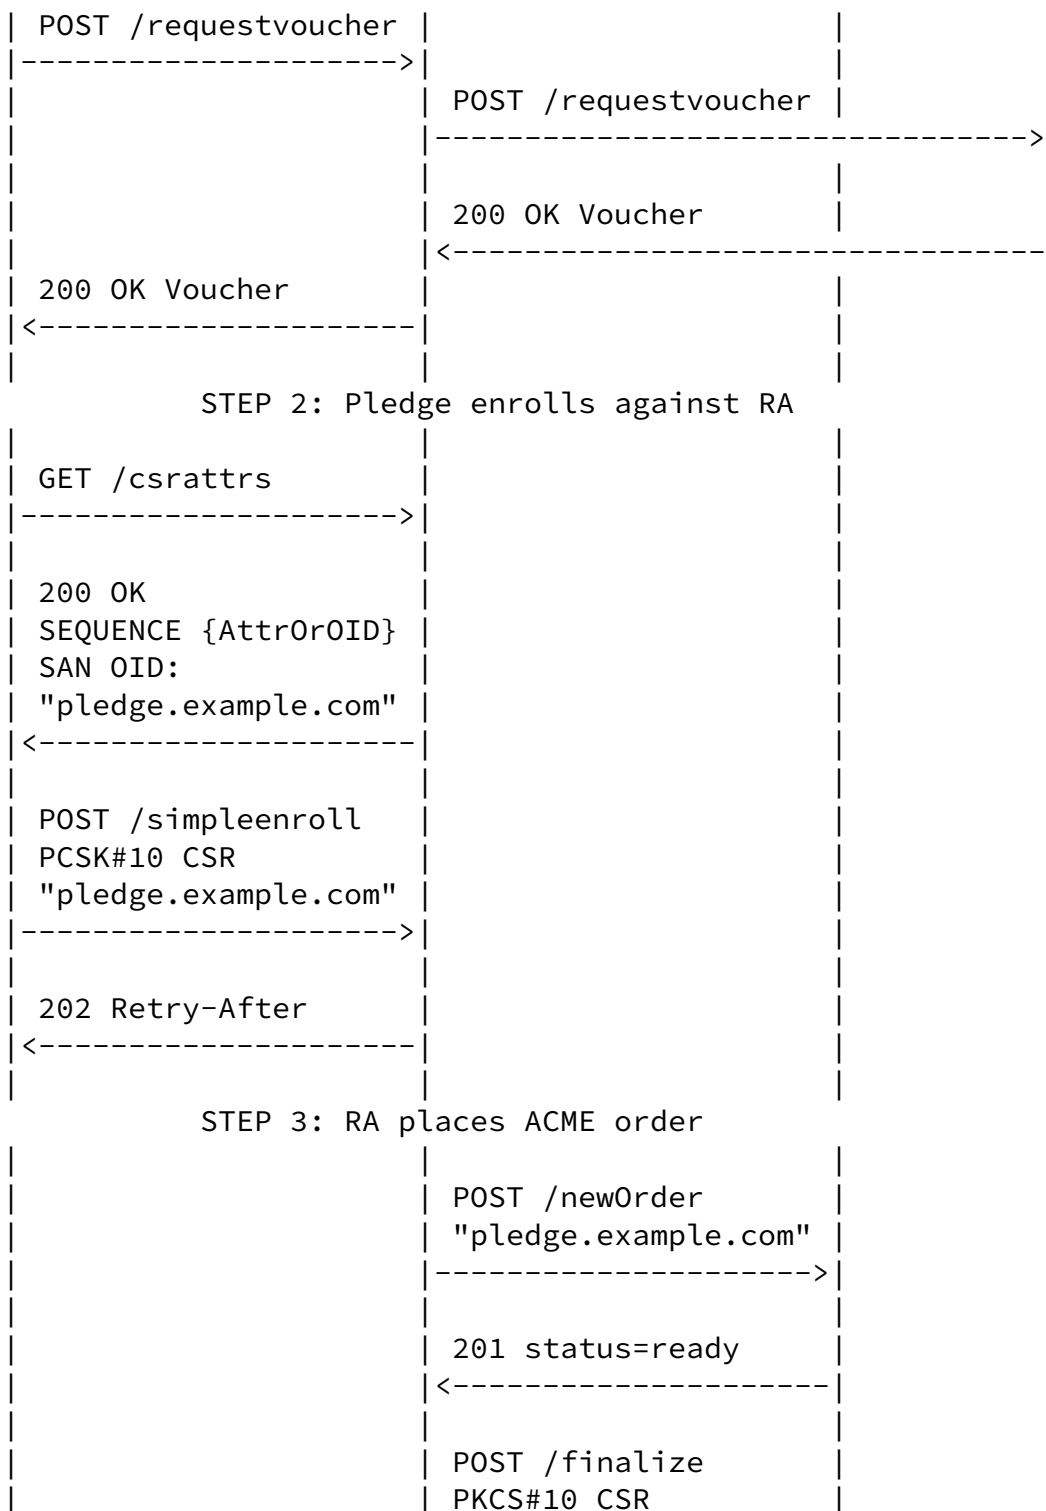 POST /requestvoucher
POST /requestvoucher
200 OK Voucher
200 OK Voucher
STEP 2: Pledge enrolls against RA
GET /csrattrs
200 OK
SEQUENCE {AttrOrOID}
SAN OID:
"pledge.example.com"
POST /simpleenroll
PCSK#10 CSR
"pledge.example.com"
202 Retry-After
STEP 3: RA places ACME order
POST /newOrder
"pledge.example.com"
201 status=ready
POST /finalize
PKCS#10 CSR